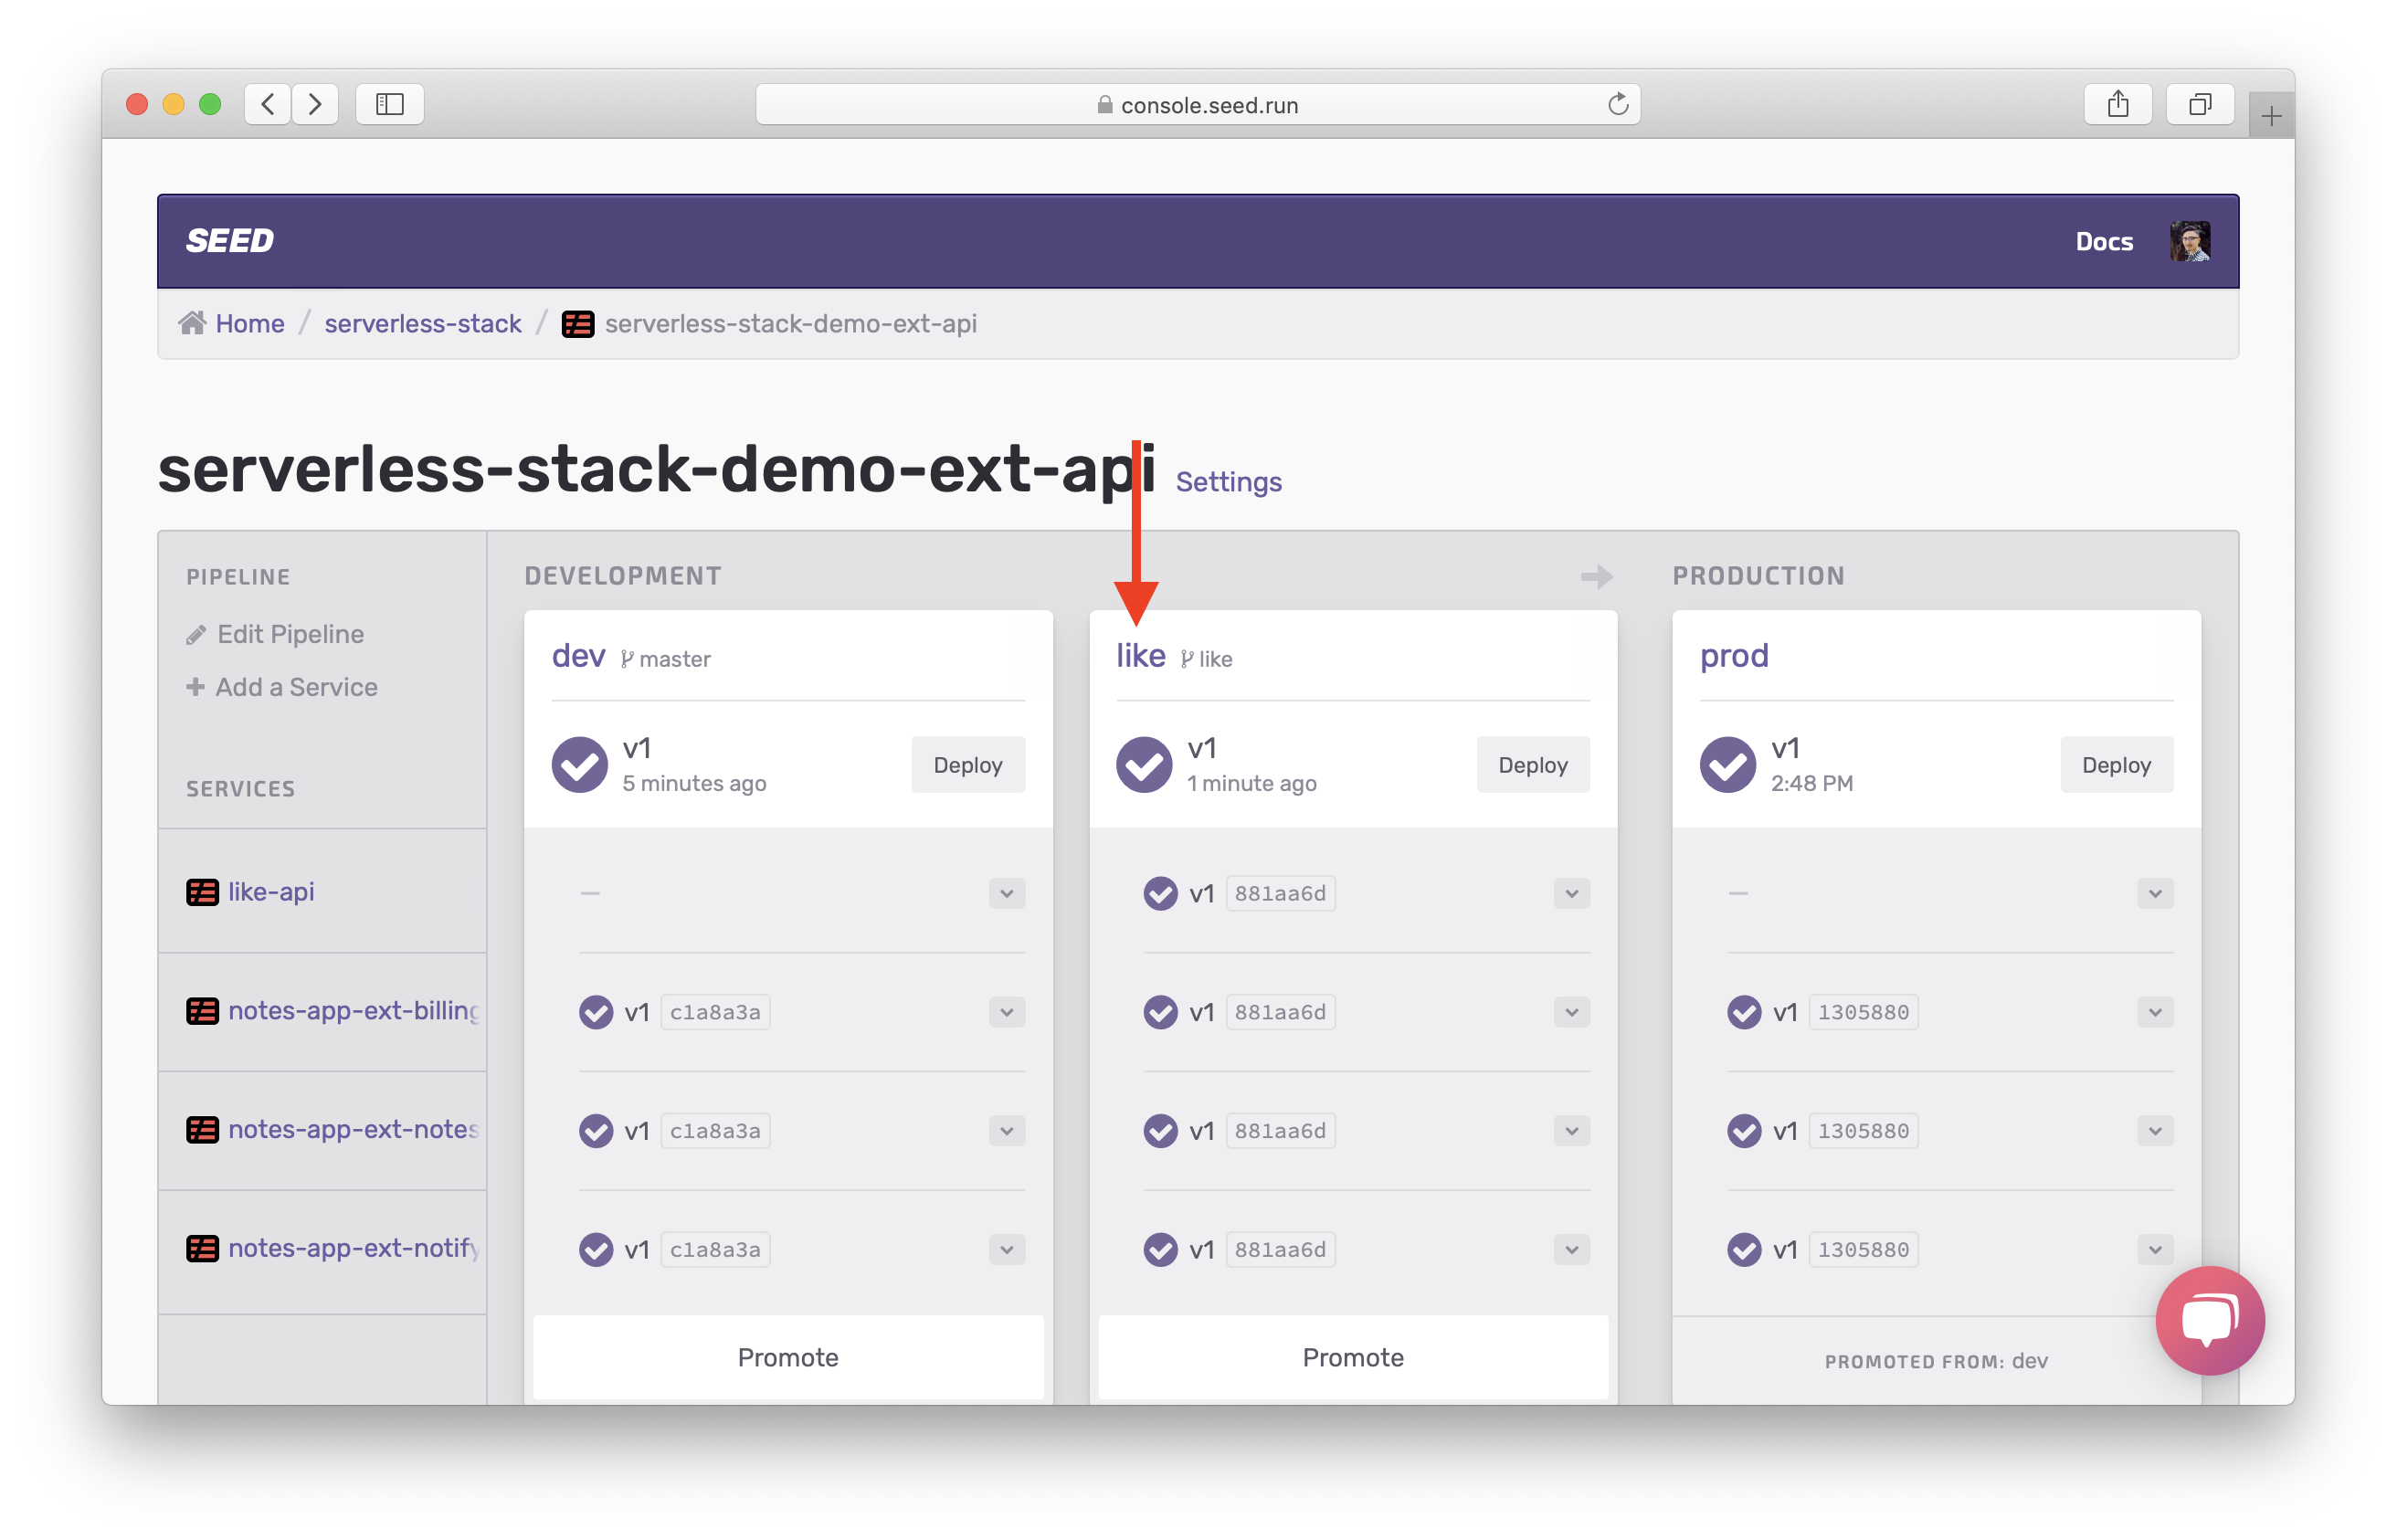 console.seed.run
SEED
Docs
Home / serverless-stack / serverless-stack-demo-ext-api
serverless-stack-demo-ext-api Settings
PIPELINE
Edit Pipeline
Add a Service
SERVICES
like-api
notes-app-ext-billing
notes-app-ext-notes
notes-app-ext-notify
DEVELOPMENT
dev master
v1
5 minutes ago
Deploy
—
v1 c1a8a3a
v1 c1a8a3a
v1 c1a8a3a
Promote
like like
v1
1 minute ago
Deploy
v1 881aa6d
v1 881aa6d
v1 881aa6d
v1 881aa6d
Promote
PRODUCTION
prod
v1
2:48 PM
Deploy
—
v1 1305880
v1 1305880
v1 1305880
PROMOTED FROM: dev